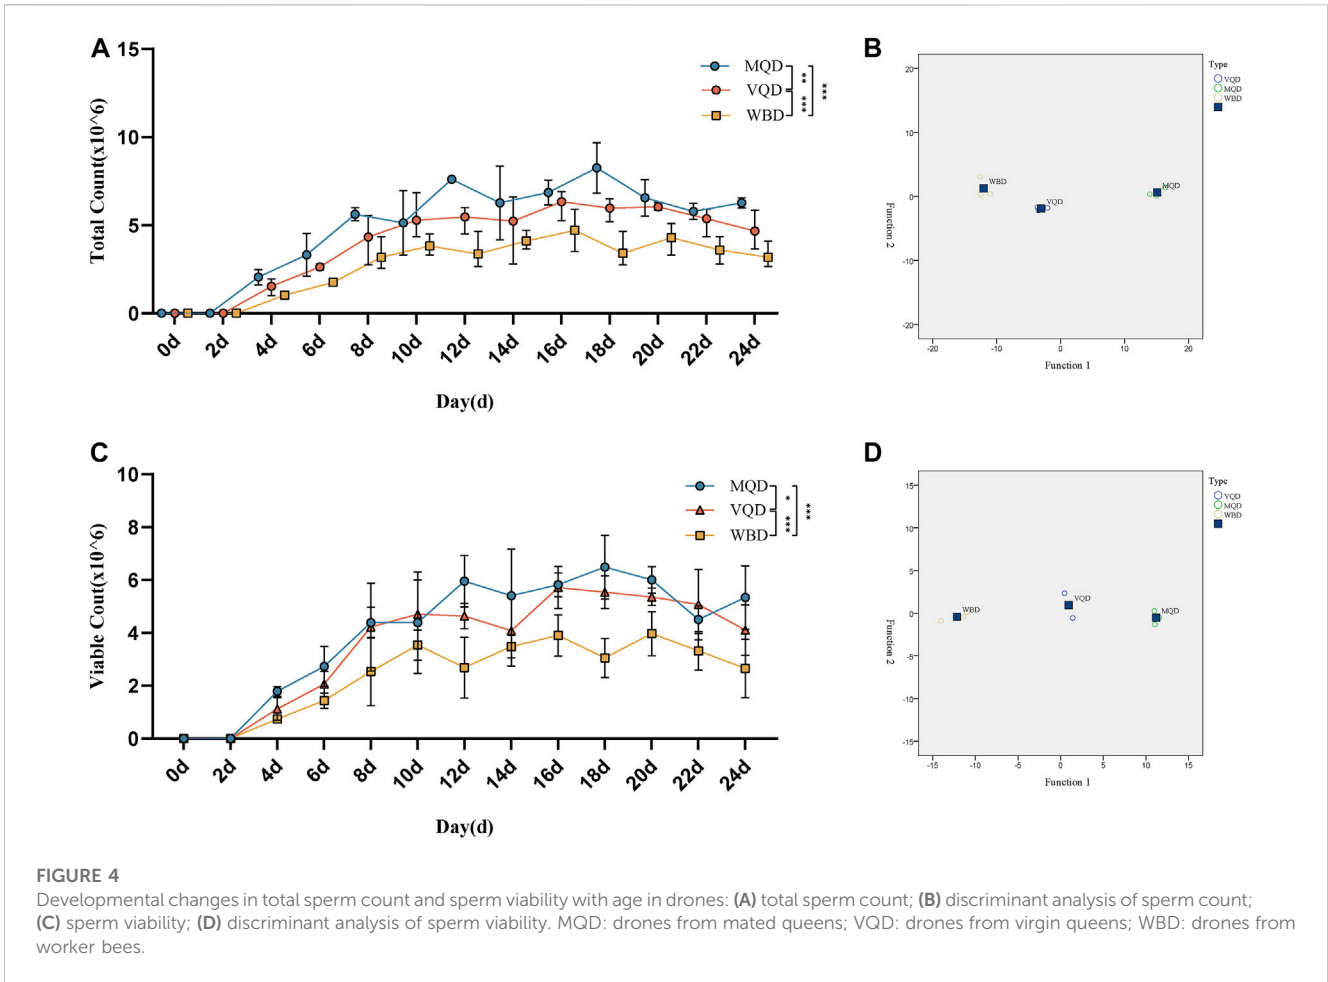 A
15
10
5
0
Total Count(x10^6)
MQD
VQD
WBD
**
***
***
0d 2d 4d 6d 8d 10d 12d 14d 16d 18d 20d 22d 24d
Day(d)
B
20
10
0
-10
-20
Function 2
WBD
VQD
MQD
-20 -10 0 10 20
Function 1
Type
VQD
MQD
WBD
C
10
8
6
4
2
0
Viable Cout(x10^6)
MQD
VQD
WBD
*
***
***
0d 2d 4d 6d 8d 10d 12d 14d 16d 18d 20d 22d 24d
Day(d)
D
15
10
5
0
-5
-10
-15
Function 2
WBD
VQD
MQD
-15 -10 -5 0 5 10 15
Function 1
Type
VQD
MQD
WBD
FIGURE 4
Developmental changes in total sperm count and sperm viability with age in drones: (A) total sperm count; (B) discriminant analysis of sperm count;
(C) sperm viability; (D) discriminant analysis of sperm viability. MQD: drones from mated queens; VQD: drones from virgin queens; WBD: drones from
worker bees.